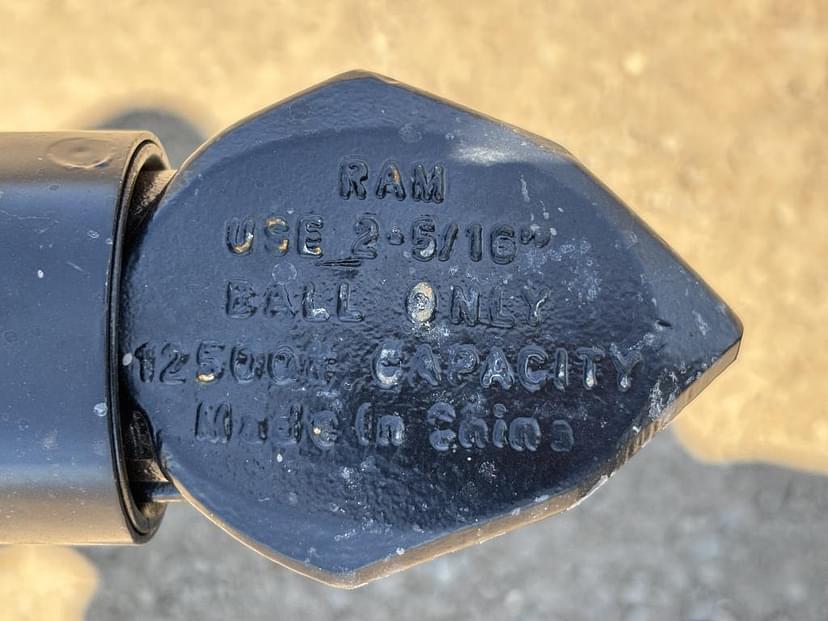 RAM
USE 2-5/16"
BALL ONLY
12500# CAPACITY
Made In China